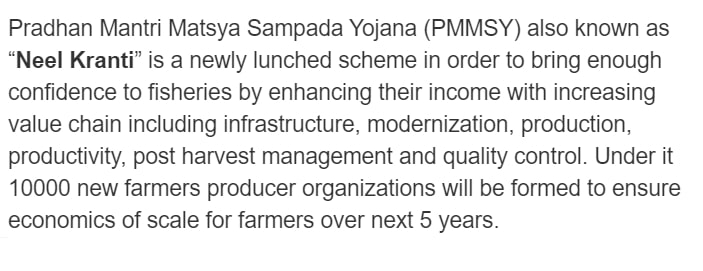 Pradhan Mantri Matsya Sampada Yojana (PMMSY) also known as
“Neel Kranti” is a newly lunched scheme in order to bring enough
confidence to fisheries by enhancing their income with increasing
value chain including infrastructure, modernization, production,
productivity, post harvest management and quality control. Under it
10000 new farmers producer organizations will be formed to ensure
economics of scale for farmers over next 5 years.